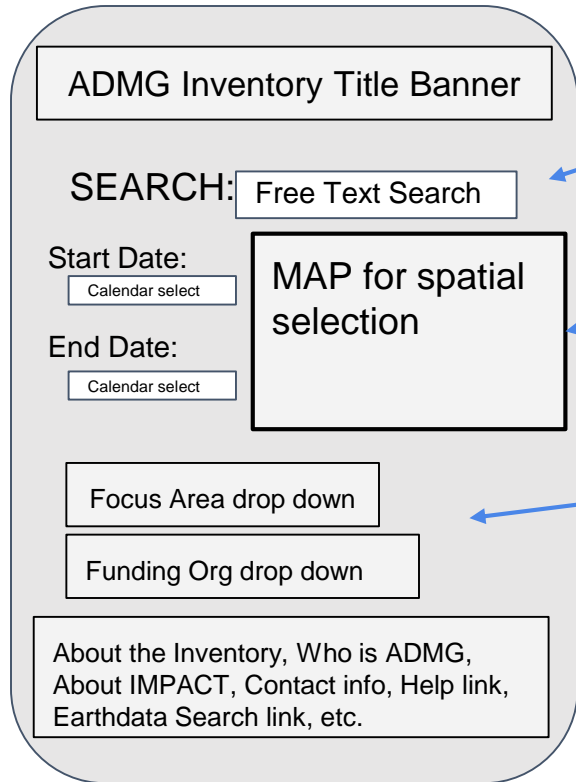 ADMG Inventory Title Banner
SEARCH: Free Text Search
Start Date:
Calendar select
End Date:
Calendar select
MAP for spatial
selection
Focus Area drop down
Funding Org drop down
About the Inventory, Who is ADMG,
About IMPACT, Contact info, Help link,
Earthdata Search link, etc.